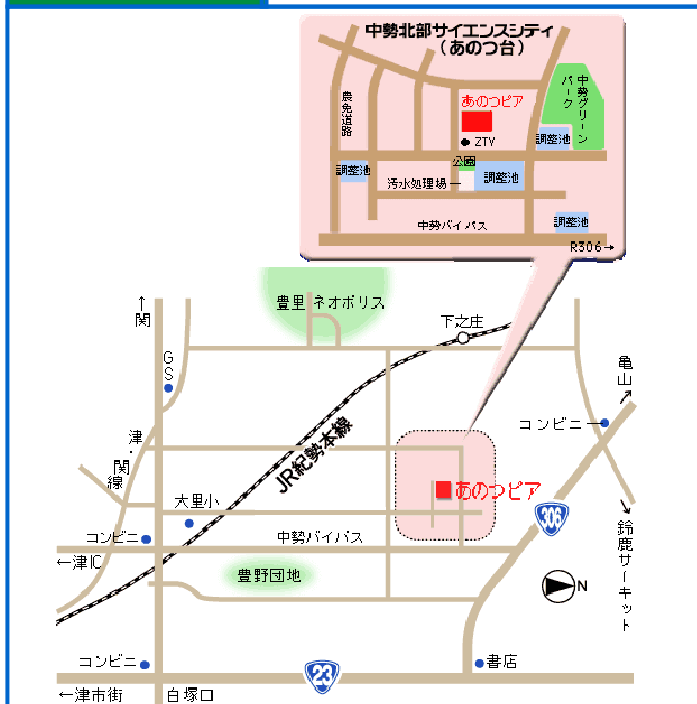 中勢北部サイエンスシティ
(あのつ台)
農免道路
あのつピア
ZTV
中勢グリーン
パーク
調整池
調整池
公園
調整池
汚水処理場
中勢バイパス
調整池
R306→
豊里ネオポリス
↑関
下之庄
GS
亀山
コンビニ
津・関線
JR紀勢本線
あのつピア
大里小
306
コンビニ
中勢バイパス
←津IC
鈴鹿サーキット
豊野団地
N
コンビニ
23
書店
←津市街
白塚口